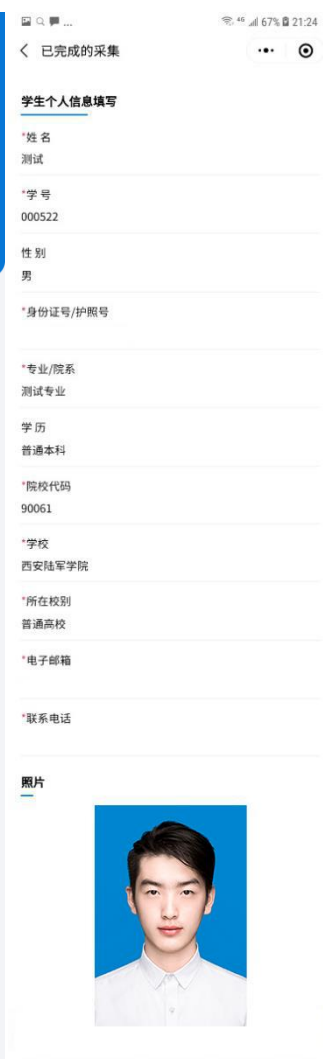 ... 46 67% 21:24
已完成的采集
学生个人信息填写
*姓 名
测试
*学 号
000522
性 别
男
*身份证号/护照号
*专业/院系
测试专业
学 历
普通本科
*院校代码
90061
*学校
西安陆军学院
*所在校别
普通高校
*电子邮箱
*联系电话
照片